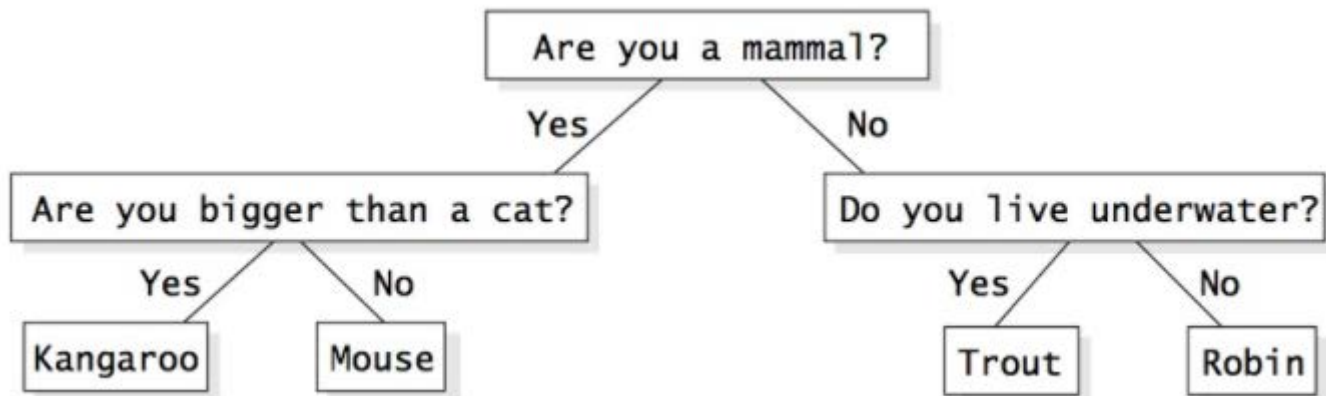 Are you a mammal?
Yes
No
Are you bigger than a cat?
Do you live underwater?
Yes
No
Yes
No
Kangaroo
Mouse
Trout
Robin